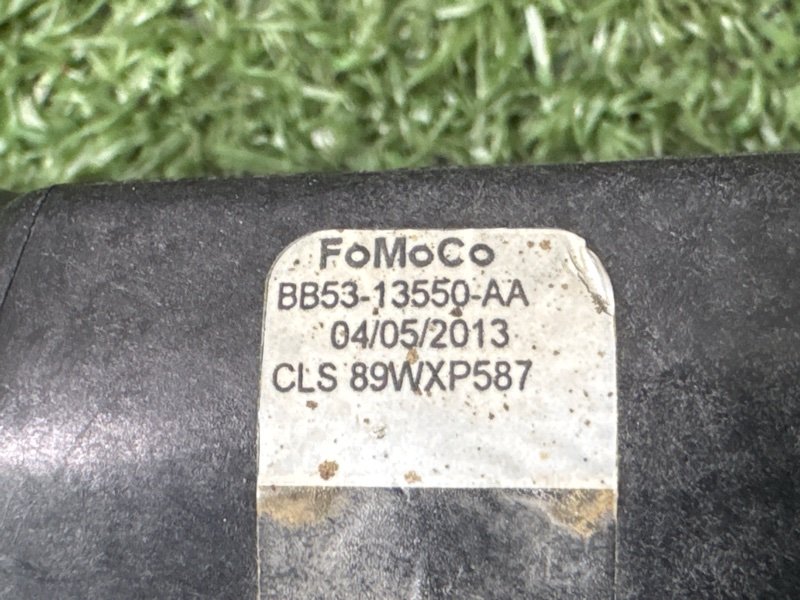 FoMoCo
BB53-13550-AA
04/05/2013
CLS 89WXP587